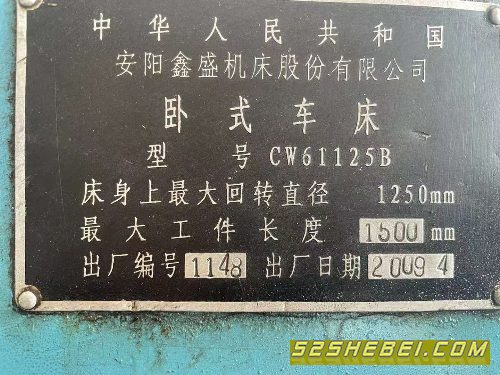 中华人民共和国
安阳鑫盛机床股份有限公司
卧式车床
型号 CW61125B
床身上最大回转直径 1250mm
最大工件长度 1500 mm
出厂编号 1148 出厂日期 2009 4
52SHEBEI.COM